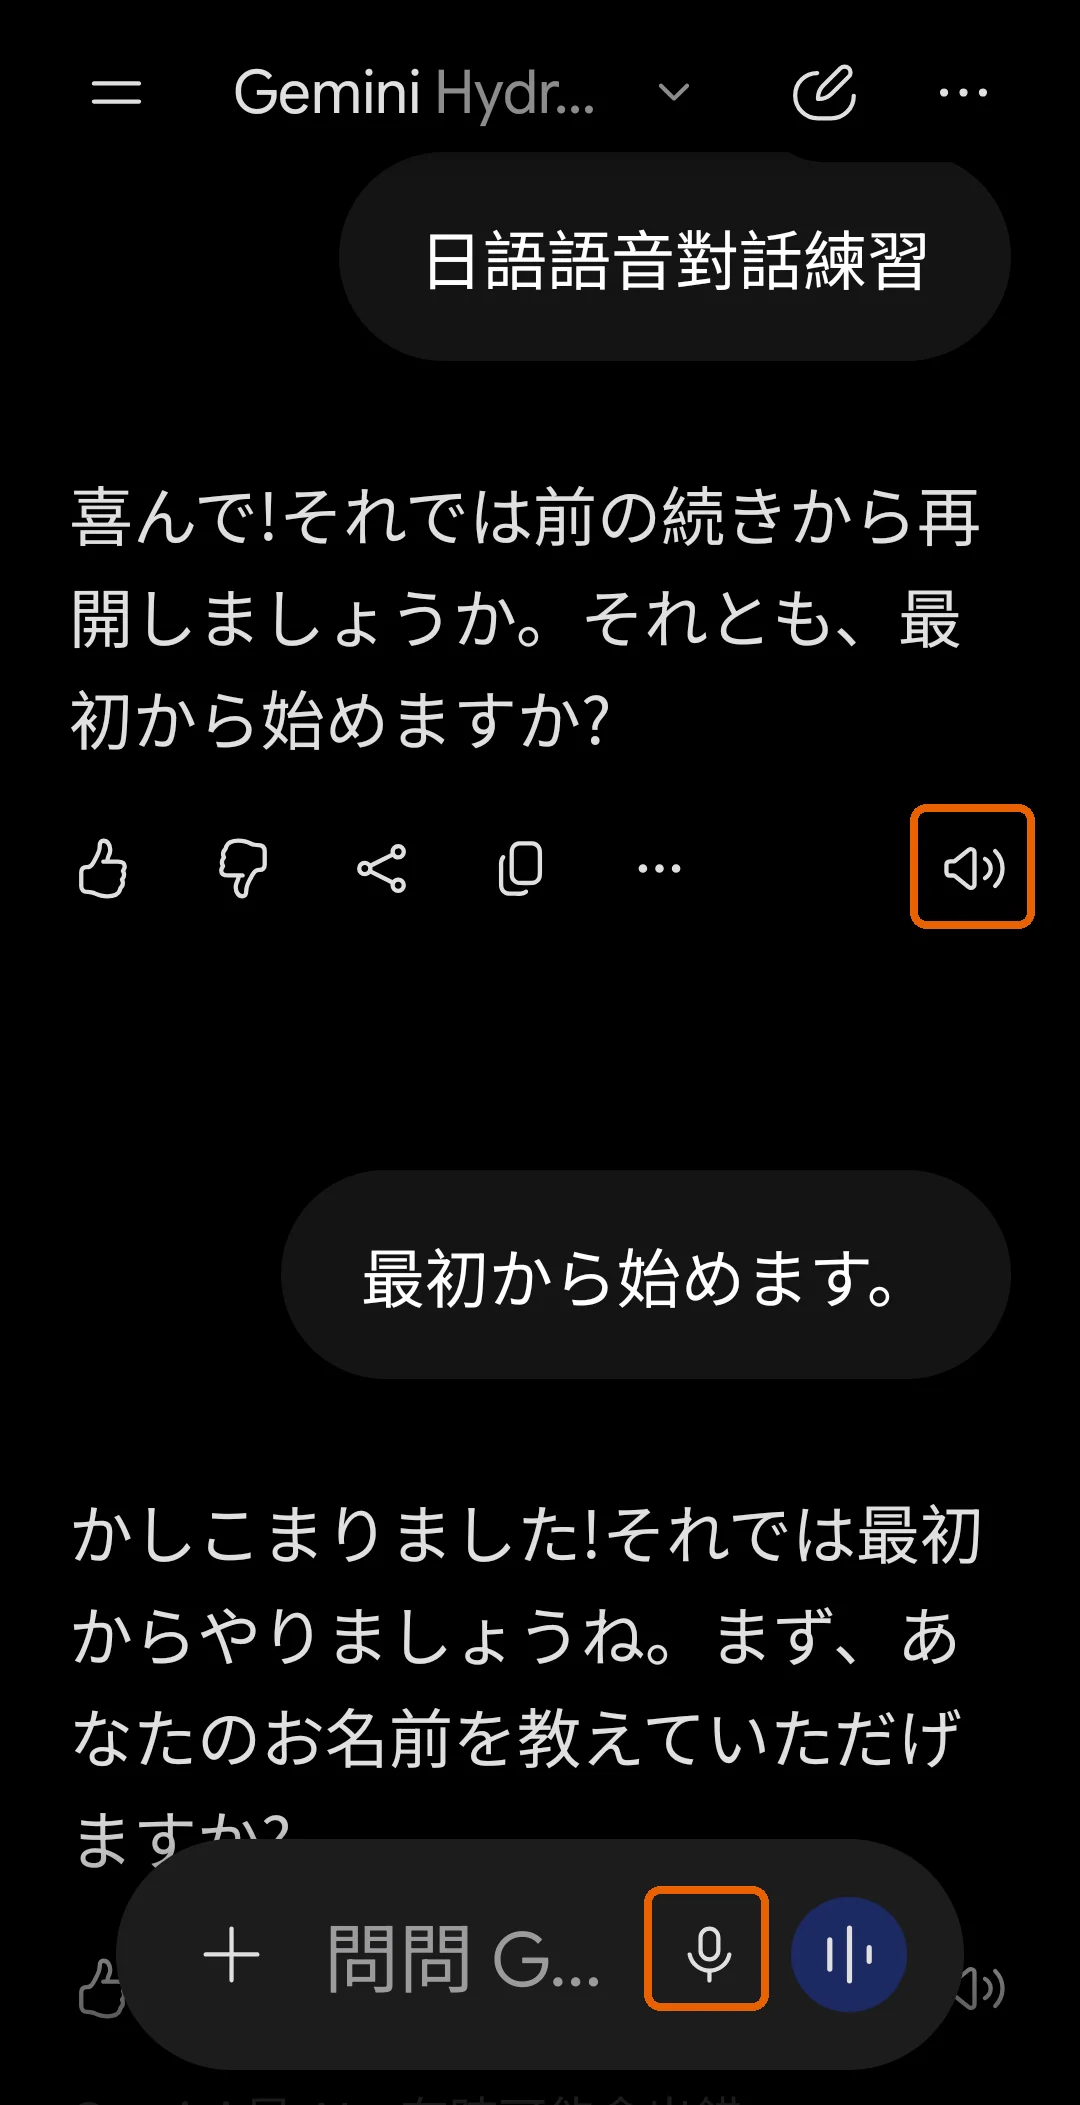 Gemini Hydr...
日語語音對話練習
喜んで!それでは前の続きから再
開しましょうか。それとも、最
初から始めますか?
最初から始めます。
かしこまりました!それでは最初
からやりましょうね。まず、あ
なたのお名前を教えていただけ
ますか?
問問 G...